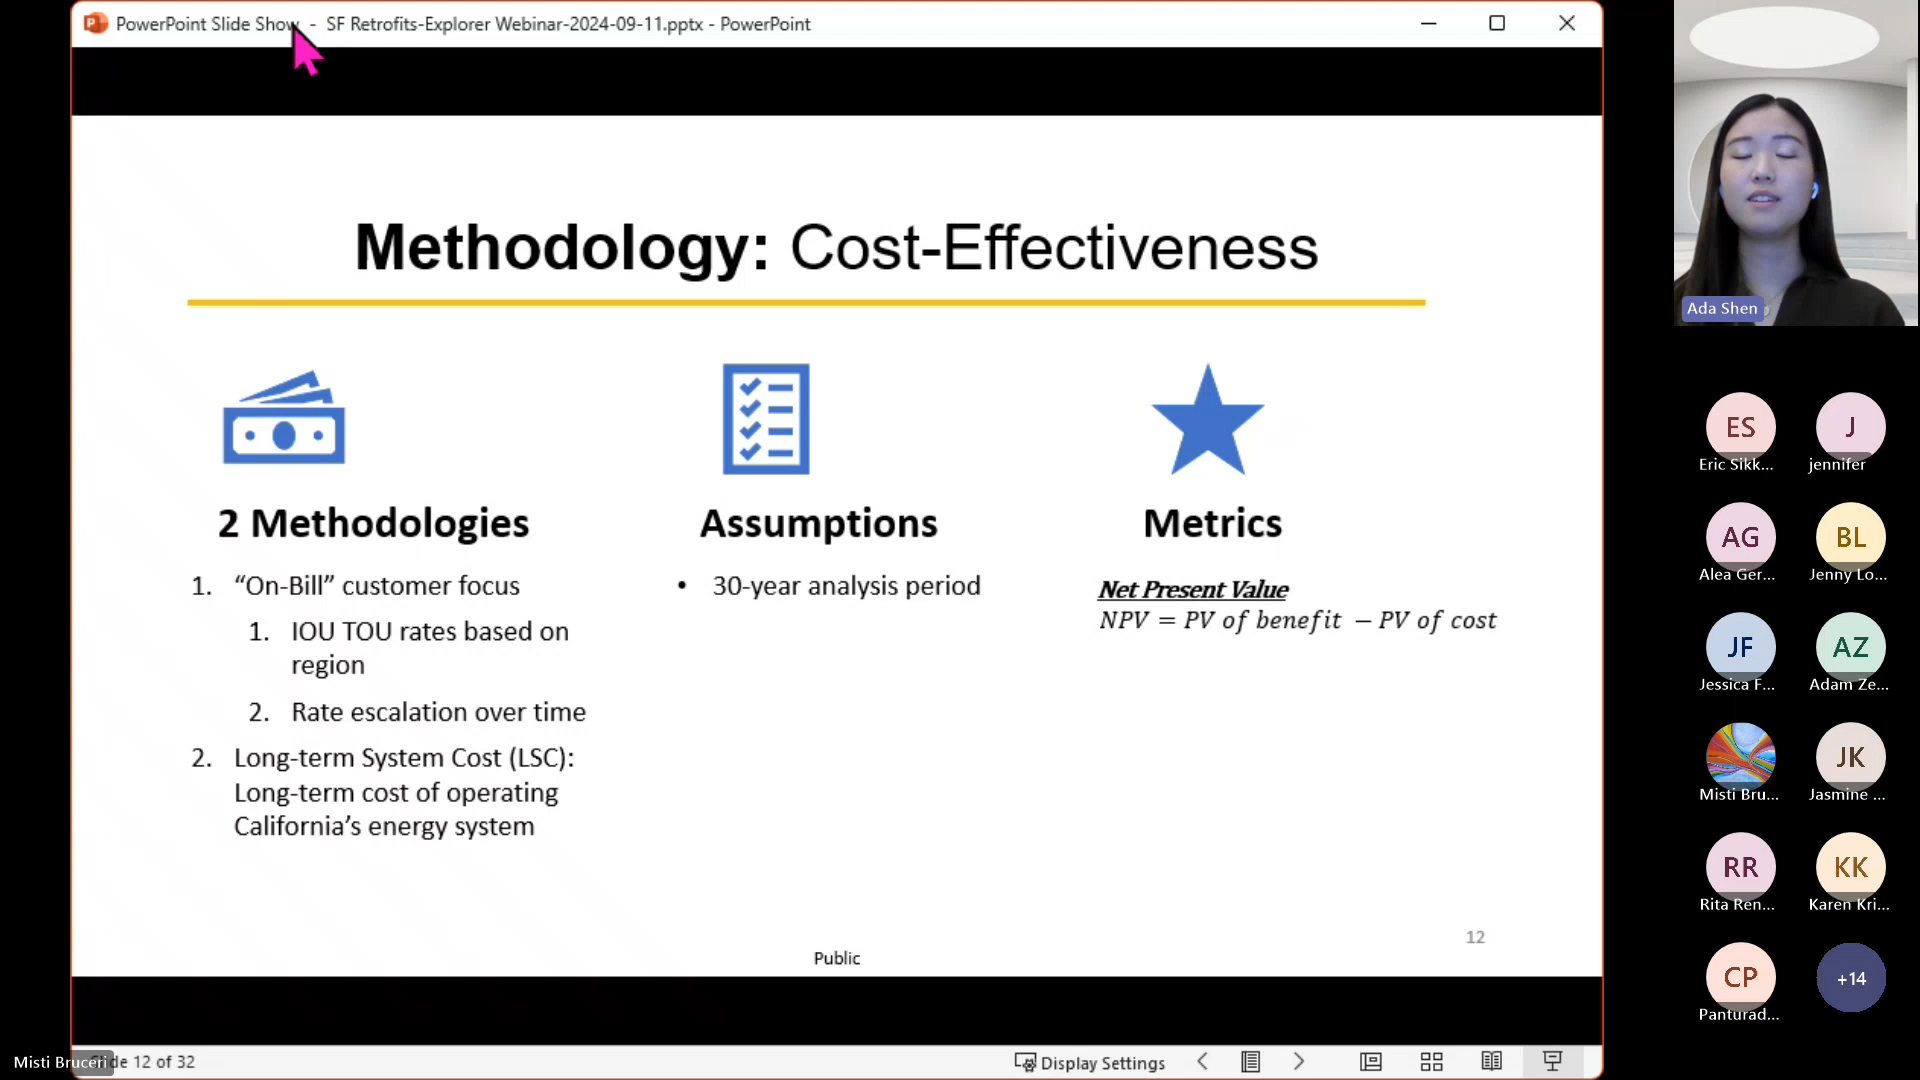 PowerPoint Slide Show - SF Retrofits-Explorer Webinar-2024-09-11.pptx - PowerPoint
Methodology: Cost-Effectiveness
2 Methodologies
1. “On-Bill” customer focus
1. IOU TOU rates based on
region
2. Rate escalation over time
2. Long-term System Cost (LSC):
Long-term cost of operating
California’s energy system
Assumptions
• 30-year analysis period
Metrics
Net Present Value
NPV = PV of benefit − PV of cost
12
Public
Misti Bruceri
Slide 12 of 32
Display Settings
Ada Shen
ES
Eric Sikk...
J
jennifer
AG
Alea Ger...
BL
Jenny Lo...
JF
Jessica F...
AZ
Adam Ze...
Misti Bru...
JK
Jasmine ...
RR
Rita Ren...
KK
Karen Kri...
CP
Panturad...
+14